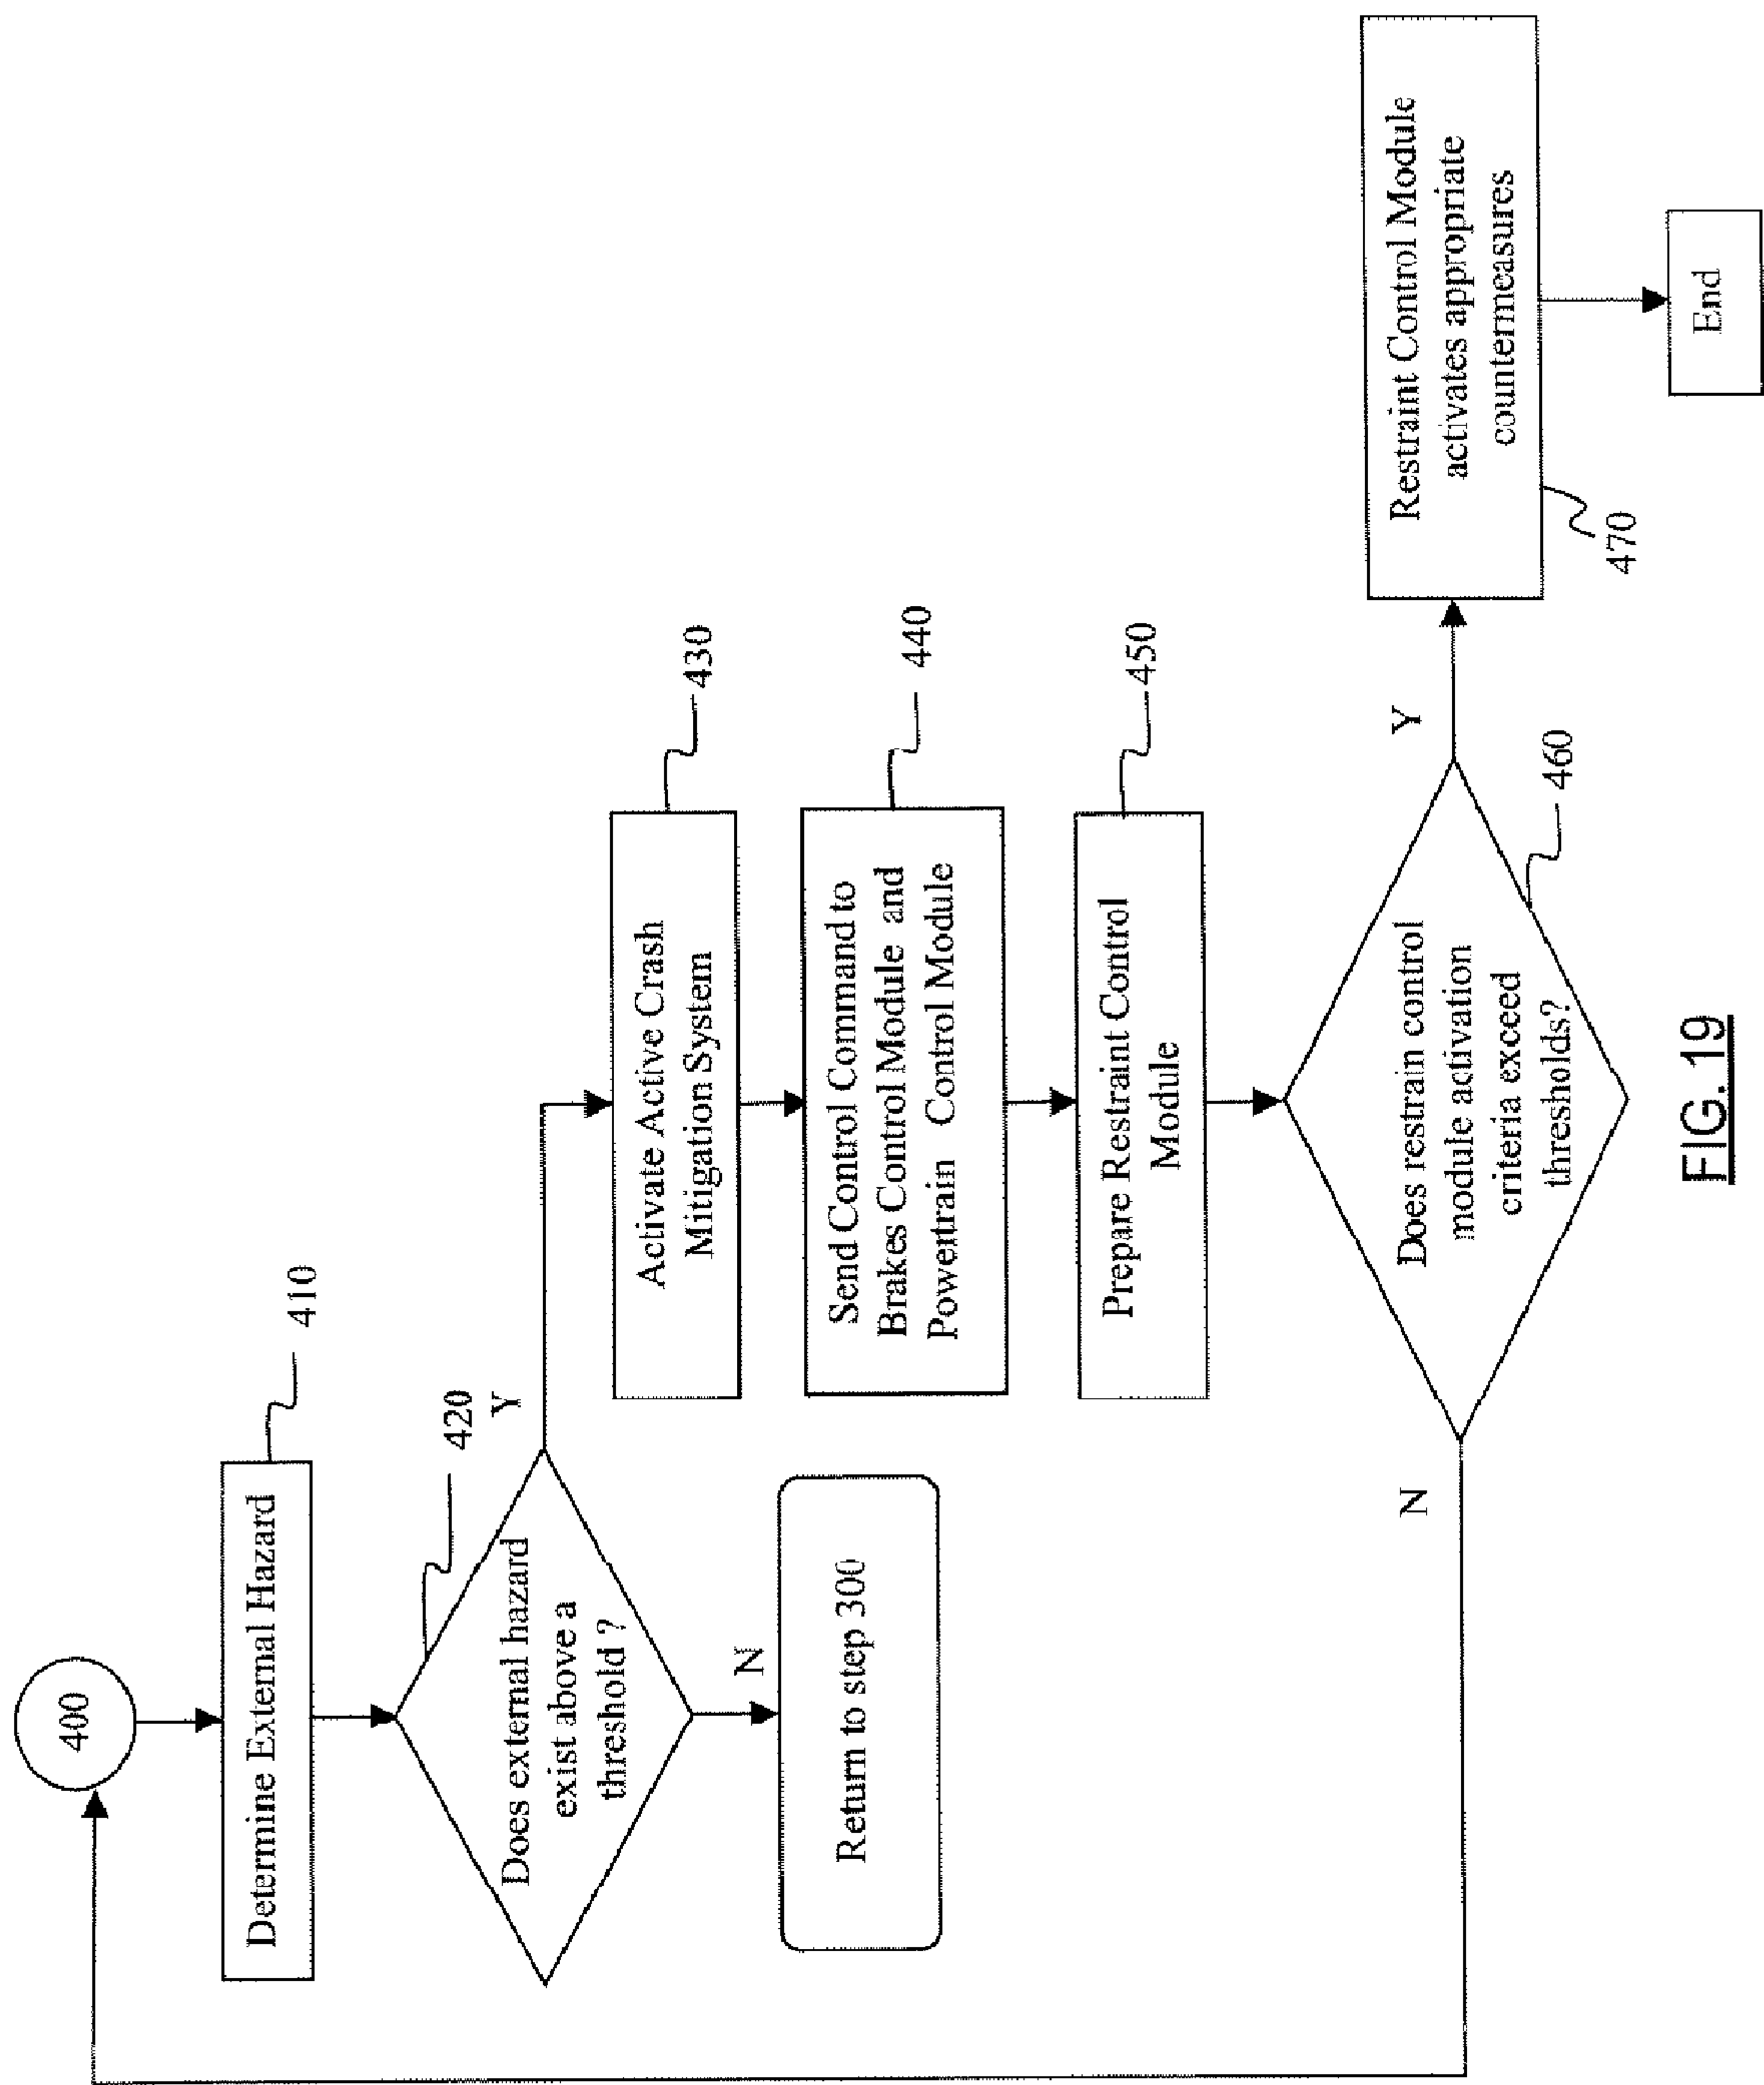 400
Determine External Hazard
410
Does external hazard
exist above a
threshold ?
420
Y
N
Return to step 300
Activate Active Crash
Mitigation System
430
Send Control Command to
Brakes Control Module and
Powertrain Control Module
440
Prepare Restraint Control
Module
450
Does restrain control
module activation
criteria exceed
thresholds?
460
N
Y
Restraint Control Module
activates appropriate
countermeasures
470
End
FIG.19